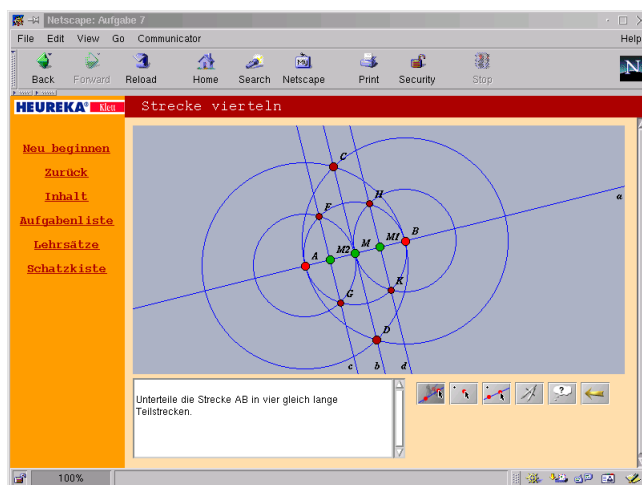 Netscape: Aufgabe 7
File Edit View Go Communicator Help
Back Forward Reload Home Search Netscape Print Security Stop
N
HEUREKA® Klett
Strecke vierteln
Neu beginnen
Zurück
Inhalt
Aufgabenliste
Lehrsätze
Schatzkiste
C
F H
a
B
A M2 M M1
G K
D
c b d
Unterteile die Strecke AB in vier gleich lange
Teilstrecken.
?
100%